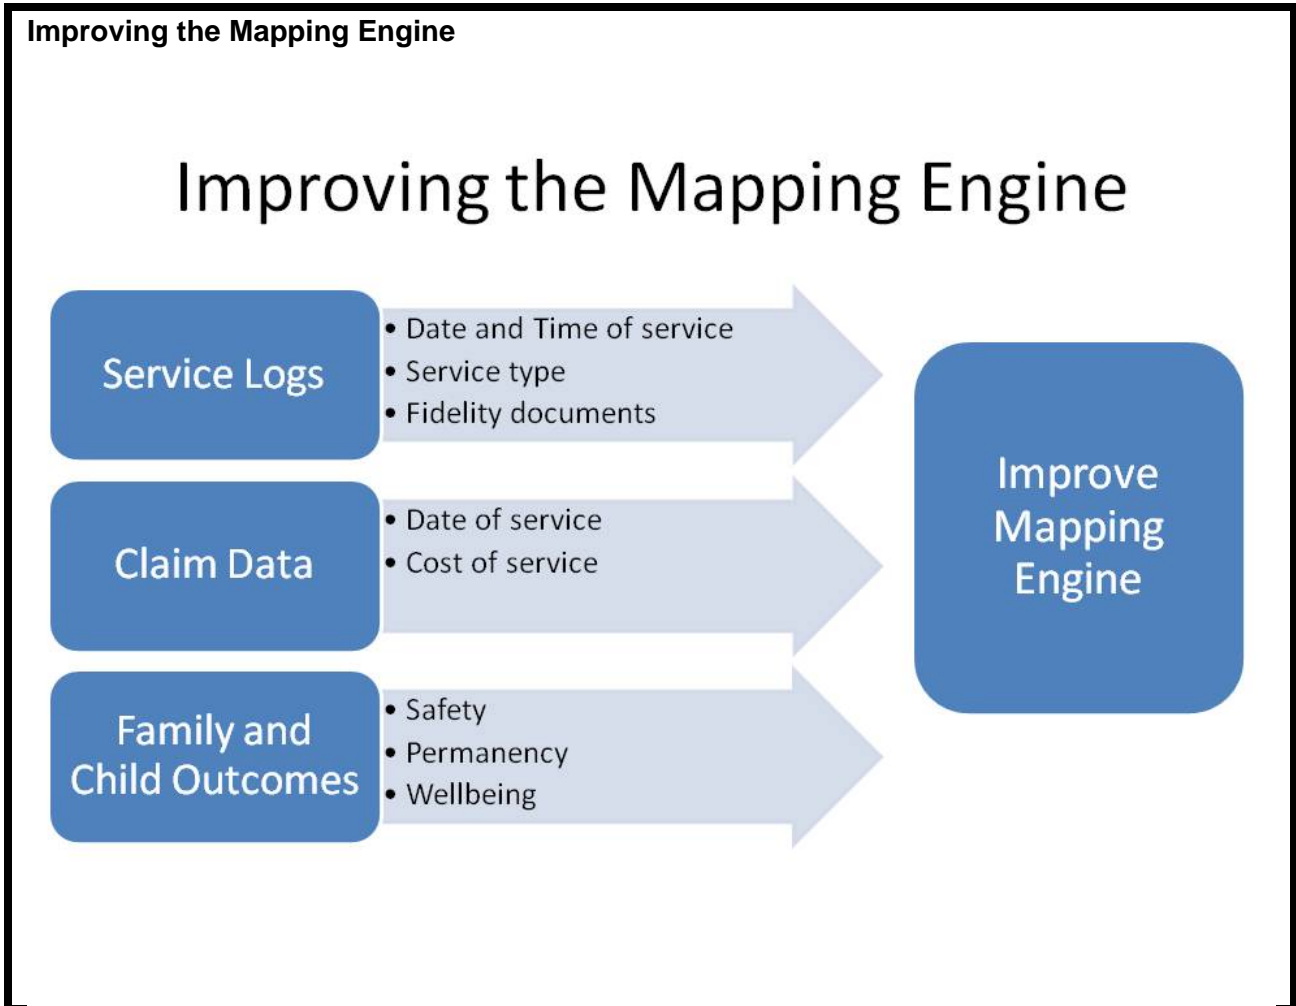 Improving the Mapping Engine
Improving the Mapping Engine
Service Logs
• Date and Time of service
• Service type
• Fidelity documents
Claim Data
• Date of service
• Cost of service
Family and
Child Outcomes
• Safety
• Permanency
• Wellbeing
Improve
Mapping
Engine